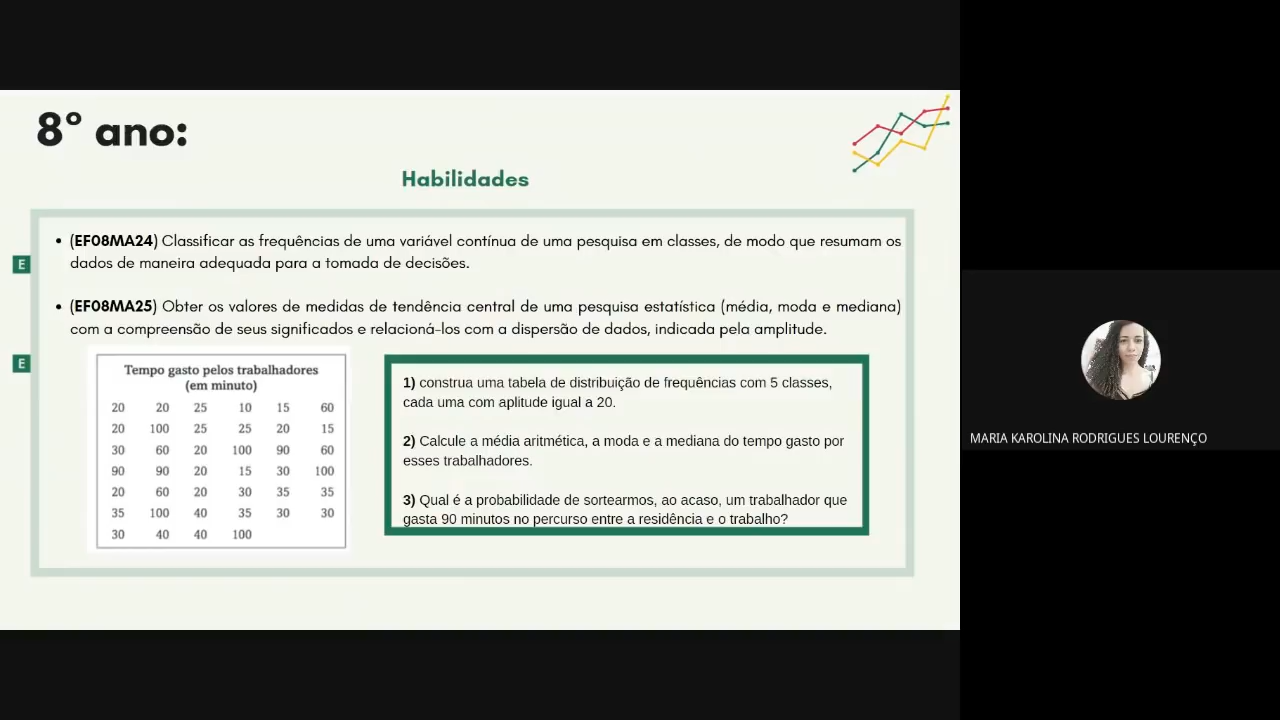 8º ano:
Habilidades
• (EF08MA24) Classificar as frequências de uma variável contínua de uma pesquisa em classes, de modo que resumam os
dados de maneira adequada para a tomada de decisões.
E
• (EF08MA25) Obter os valores de medidas de tendência central de uma pesquisa estatística (média, moda e mediana)
com a compreensão de seus significados e relacioná-los com a dispersão de dados, indicada pela amplitude.
E
Tempo gasto pelos trabalhadores
(em minuto)
20 20 25 10 15 60
20 100 25 25 20 15
30 60 20 100 90 60
90 90 20 15 30 100
20 60 20 30 35 35
35 100 40 35 30 30
30 40 40 100
1) construa uma tabela de distribuição de frequências com 5 classes,
cada uma com aplitude igual a 20.
2) Calcule a média aritmética, a moda e a mediana do tempo gasto por
esses trabalhadores.
3) Qual é a probabilidade de sortearmos, ao acaso, um trabalhador que
gasta 90 minutos no percurso entre a residência e o trabalho?
MARIA KAROLINA RODRIGUES LOURENÇO